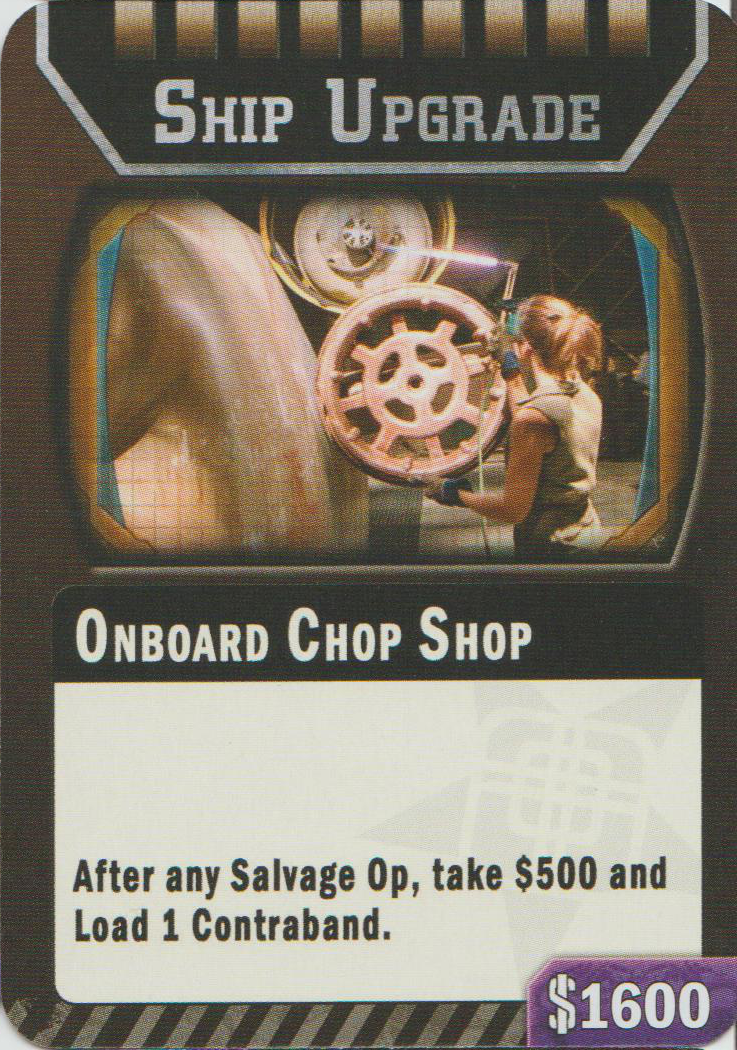 Ship Upgrade
Onboard Chop Shop
After any Salvage Op, take $500 and
Load 1 Contraband.
$1600